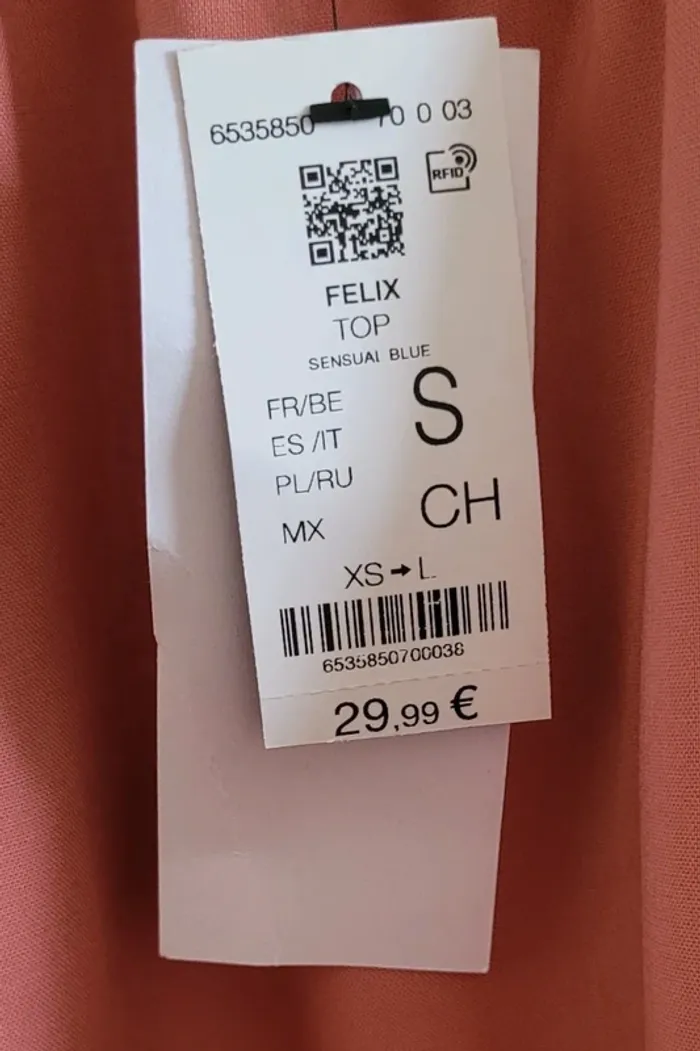 6535850 70 0 03
RFID
FELIX
TOP
SENSUAL BLUE
FR/BE S
ES /IT
PL/RU
MX CH
XS→L
6535850700038
29,99 €